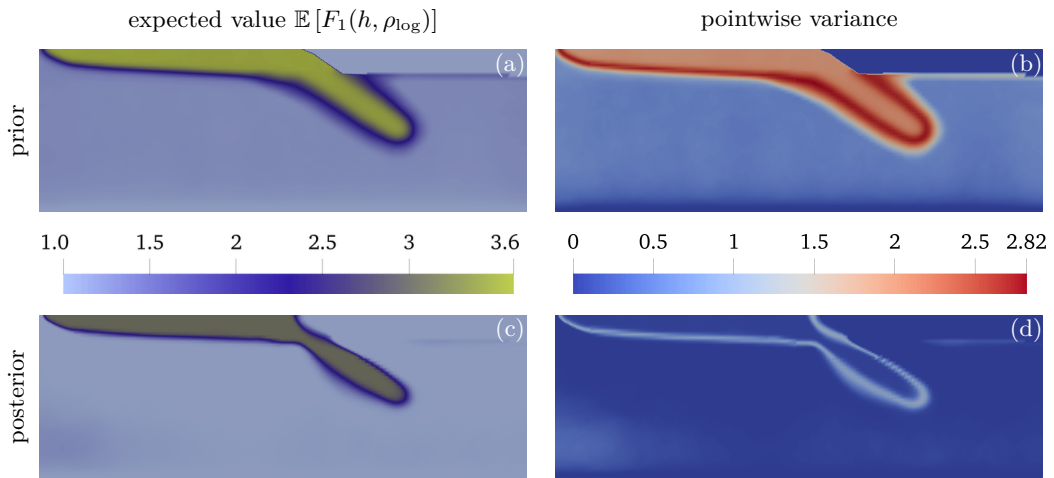 expected value 𝔼 [F₁(h, ρ_log)]
pointwise variance
prior
(a)
(b)
1.0 1.5 2 2.5 3 3.6
0 0.5 1 1.5 2 2.5 2.82
posterior
(c)
(d)